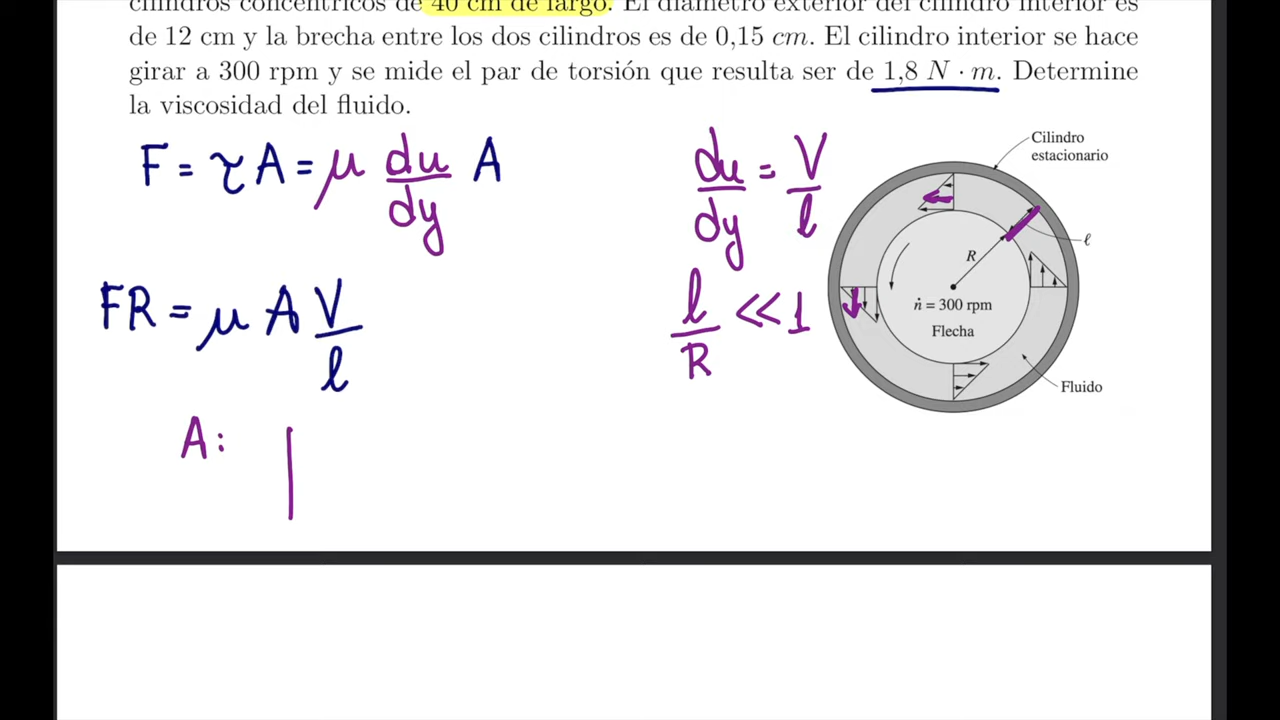 cilindros concéntricos de 40 cm de largo. El diámetro exterior del cilindro interior es
de 12 cm y la brecha entre los dos cilindros es de 0,15 cm. El cilindro interior se hace
girar a 300 rpm y se mide el par de torsión que resulta ser de 1,8 N · m. Determine
la viscosidad del fluido.
F = τ A = μ du/dy A
du/dy = V/l
FR = μ A V/l
l/R << 1
A:
Cilindro
estacionario
ℓ
R
ṅ = 300 rpm
Flecha
Fluido